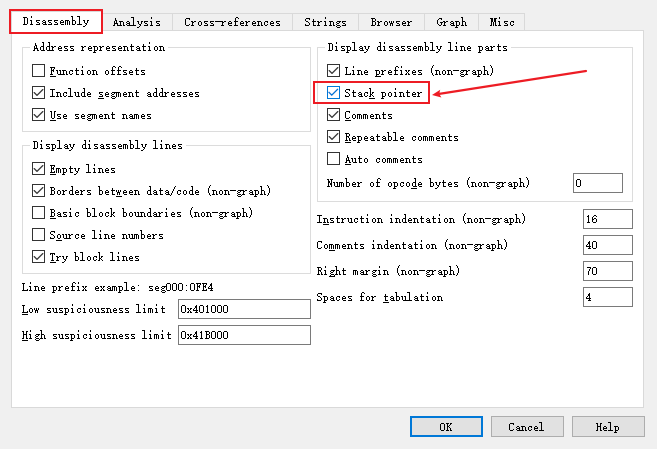 Disassembly Analysis Cross-references Strings Browser Graph Misc
Address representation
Function offsets
Include segment addresses
Use segment names
Display disassembly lines
Empty lines
Borders between data/code (non-graph)
Basic block boundaries (non-graph)
Source line numbers
Try block lines
Line prefix example: seg000:0FE4
Low suspiciousness limit 0x401000
High suspiciousness limit 0x41B000
Display disassembly line parts
Line prefixes (non-graph)
Stack pointer
Comments
Repeatable comments
Auto comments
Number of opcode bytes (non-graph) 0
Instruction indentation (non-graph) 16
Comments indentation (non-graph) 40
Right margin (non-graph) 70
Spaces for tabulation 4
OK Cancel Help